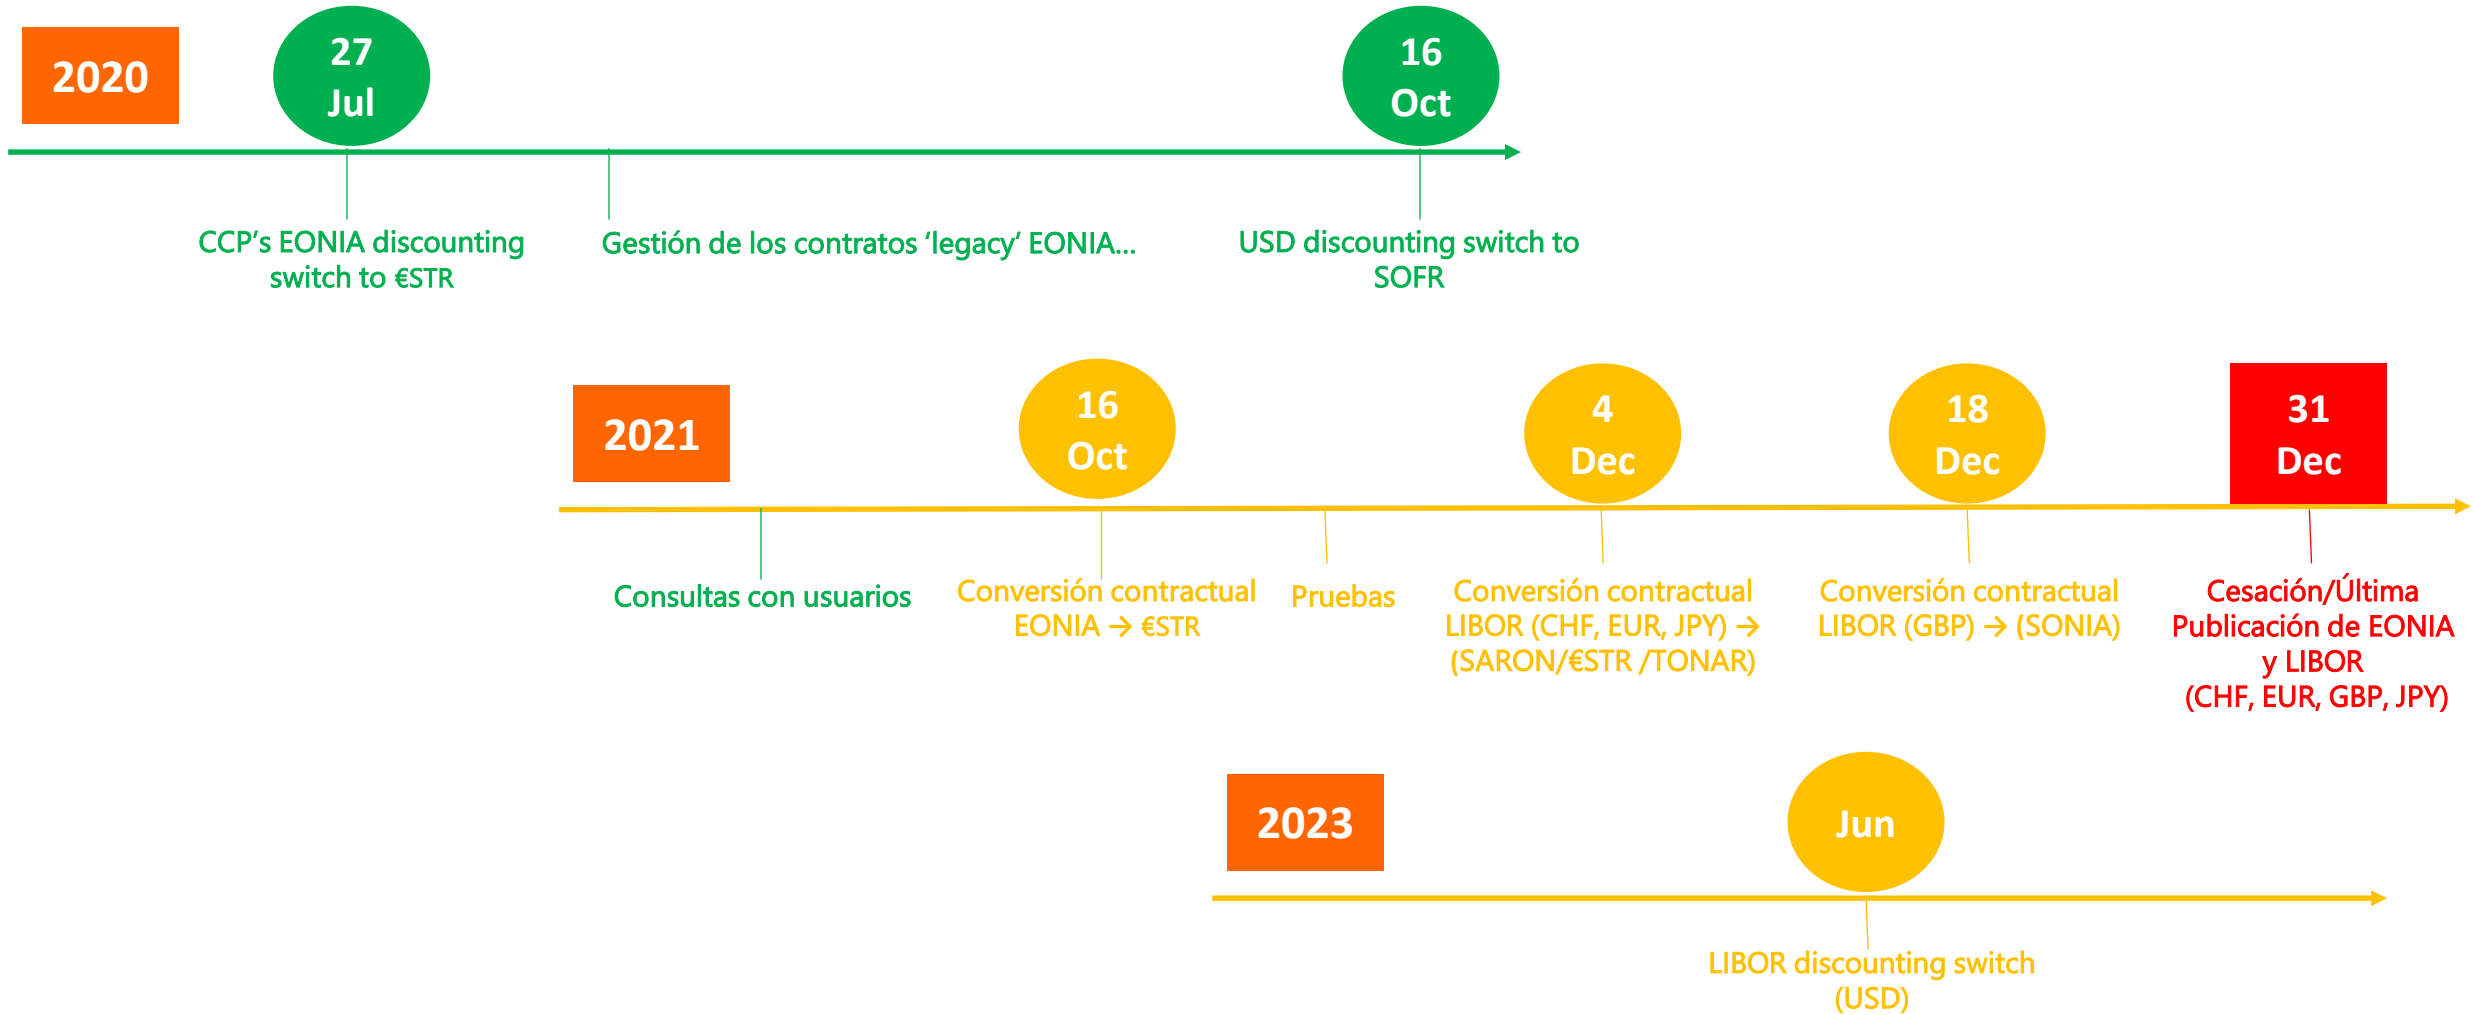 2020
27
Jul
16
Oct
CCP’s EONIA discounting
switch to €STR
Gestión de los contratos ‘legacy’ EONIA...
USD discounting switch to
SOFR
2021
16
Oct
4
Dec
18
Dec
31
Dec
Consultas con usuarios
Conversión contractual
EONIA → €STR
Pruebas
Conversión contractual
LIBOR (CHF, EUR, JPY) →
(SARON/€STR /TONAR)
Conversión contractual
LIBOR (GBP) → (SONIA)
Cesación/Última
Publicación de EONIA
y LIBOR
(CHF, EUR, GBP, JPY)
2023
Jun
LIBOR discounting switch
(USD)